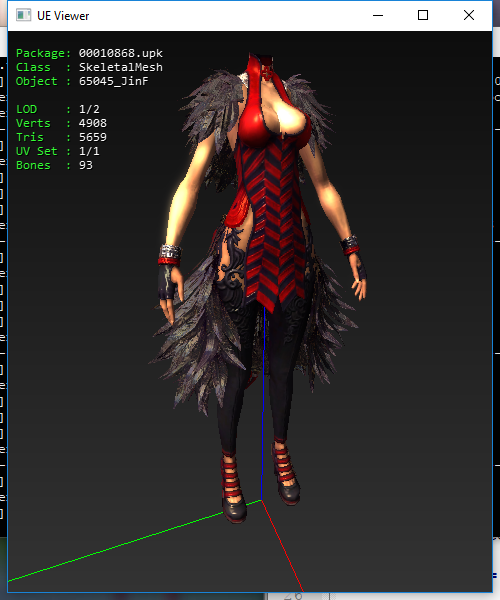 UE Viewer
Package: 00010868.upk
Class  : SkeletalMesh
Object : 65045_JinF
LOD    : 1/2
Verts  : 4908
Tris   : 5659
UV Set : 1/1
Bones  : 93